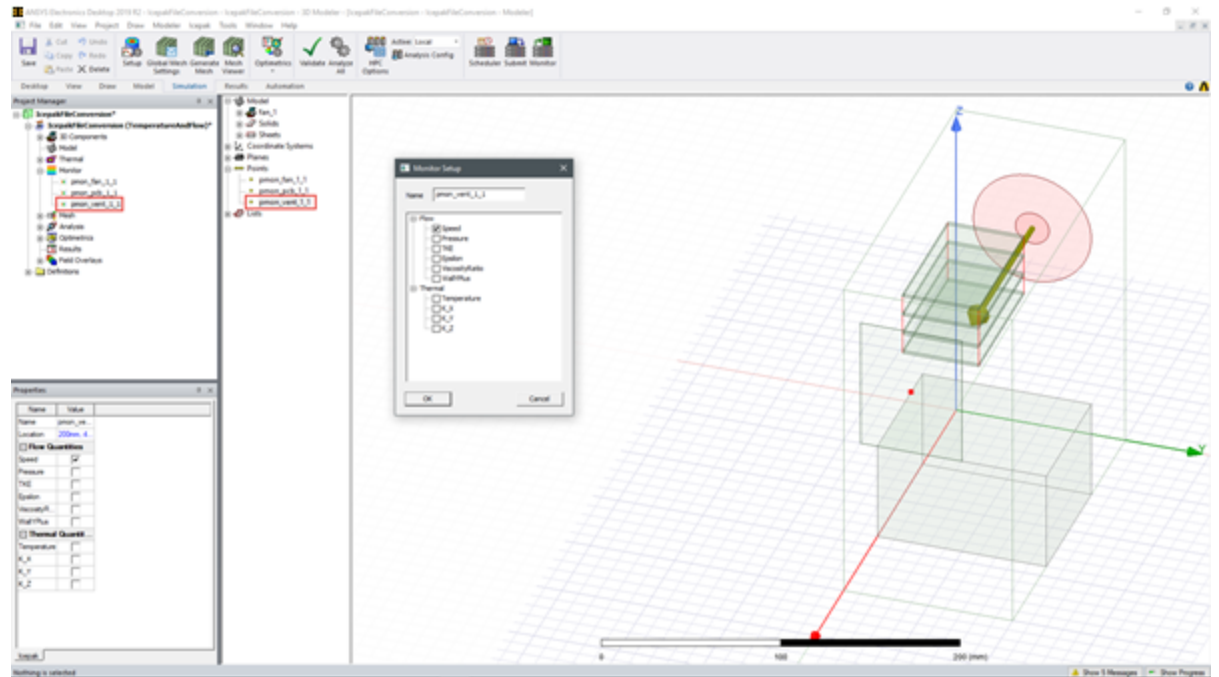 ANSYS Electronics Desktop 2019 R2 - IcepakFileConversion - IcepakFileConversion - 3D Modeler - [IcepakFileConversion - IcepakFileConversion - Modeler]
File Edit View Project Draw Modeler Icepak Tools Window Help
Save
Cut
Undo
Copy
Redo
Paste
Delete
Setup
Global Mesh Settings
Generate Mesh
Mesh Viewer
Optimetrics
Validate
Analyze All
HPC Options
Active: Local
Analysis Config
Scheduler
Submit
Monitor
Desktop View Draw Model Simulation Results Automation
Project Manager
IcepakFileConversion*
IcepakFileConversion (TemperatureAndFlow)*
3D Components
Model
Thermal
Monitor
pmon_fan_1_1
pmon_pcb_1_1
pmon_vent_1_1
Mesh
Analysis
Optimetrics
Results
Field Overlays
Definitions
Model
fan_1
Solids
Sheets
Coordinate Systems
Planes
Points
pmon_fan_1_1
pmon_pcb_1_1
pmon_vent_1_1
Lists
Monitor Setup
Name pmon_vent_1_1
Flow
Speed
Pressure
TKE
Epsilon
ViscosityRatio
WallYPlus
Thermal
Temperature
K_X
K_Y
K_Z
OK Cancel
Properties
Name Value
Name pmon_ve...
Location 200mm, 4...
Flow Quantities
Speed
Pressure
TKE
Epsilon
ViscosityR...
WallYPlus
Thermal Quantit...
Temperature
K_X
K_Y
K_Z
Icepak
Z
Y
0 100 200 (mm)
Nothing is selected
Show 5 Messages
Show Progress